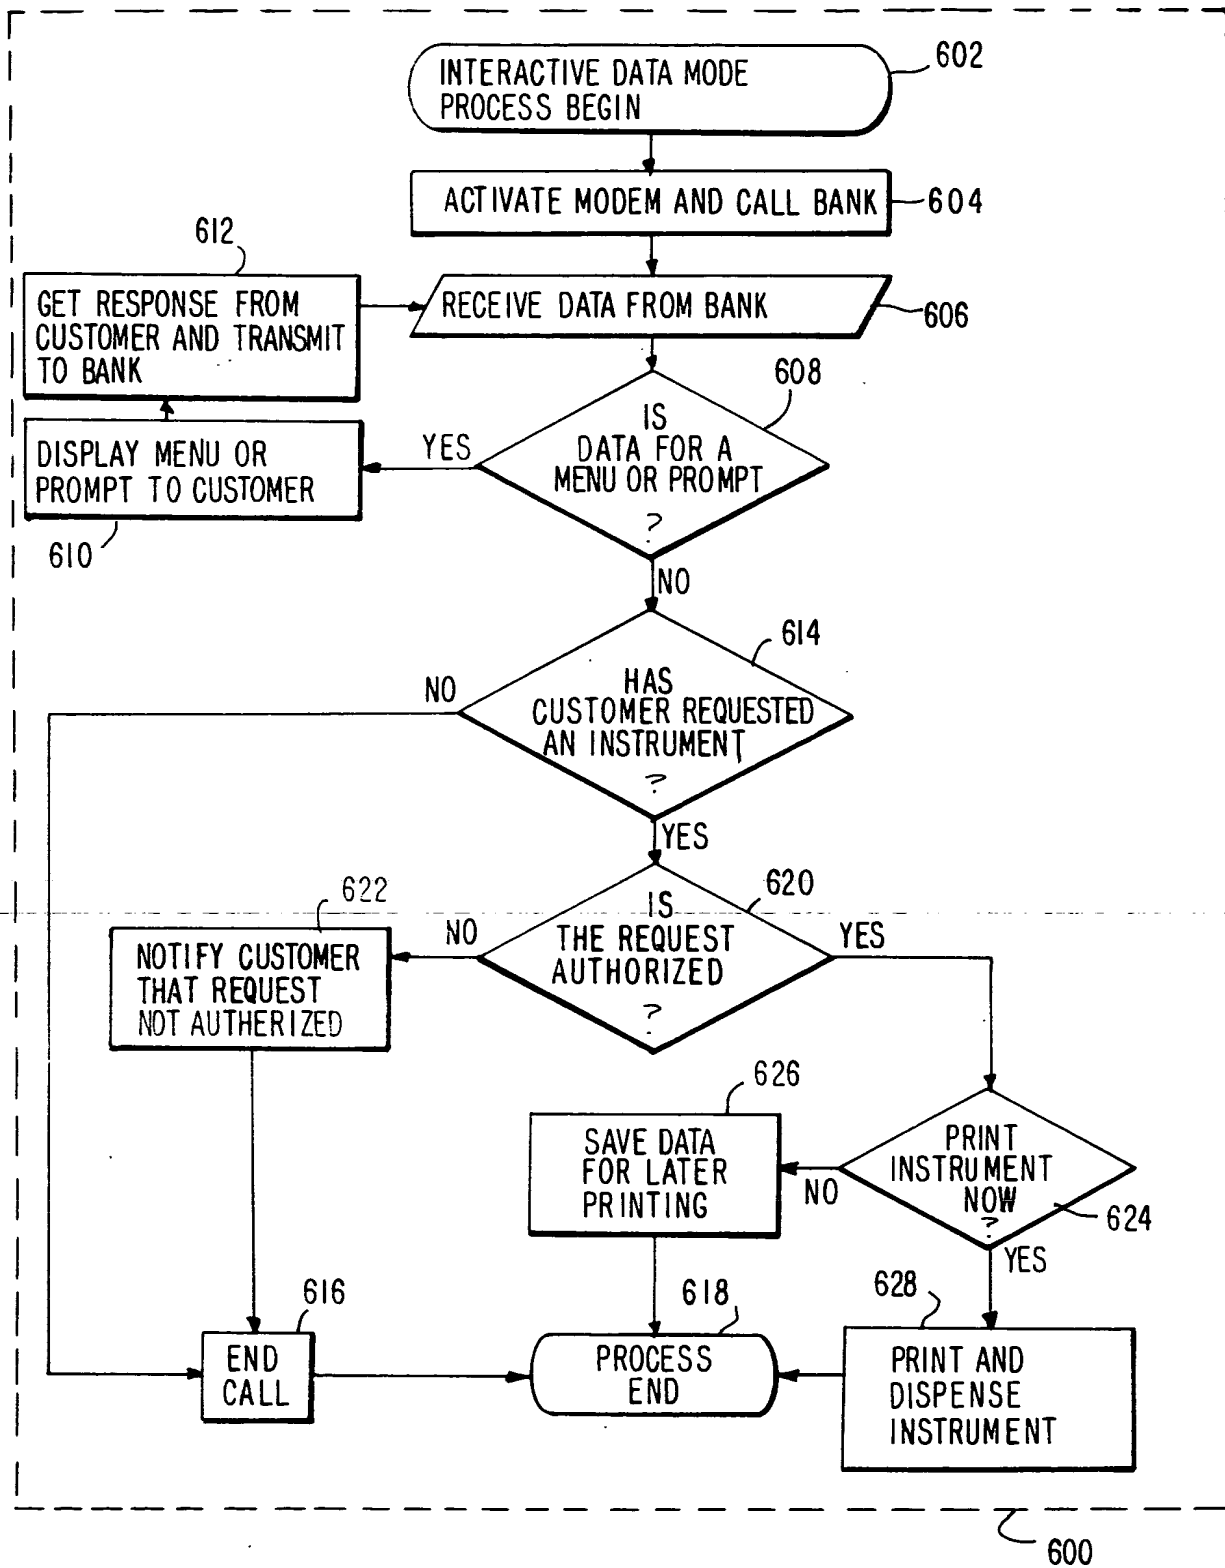 INTERACTIVE DATA MODE
PROCESS BEGIN
602
ACTIVATE MODEM AND CALL BANK
604
612
GET RESPONSE FROM
CUSTOMER AND TRANSMIT
TO BANK
RECEIVE DATA FROM BANK
606
608
IS
DATA FOR A
MENU OR PROMPT
?
YES
DISPLAY MENU OR
PROMPT TO CUSTOMER
610
NO
614
HAS
CUSTOMER REQUESTED
AN INSTRUMENT
?
NO
YES
620
IS
THE REQUEST
AUTHORIZED
?
NO
YES
622
NOTIFY CUSTOMER
THAT REQUEST
NOT AUTHERIZED
626
SAVE DATA
FOR LATER
PRINTING
NO
PRINT
INSTRUMENT
NOW
?
624
YES
616
END
CALL
618
PROCESS
END
628
PRINT AND
DISPENSE
INSTRUMENT
600